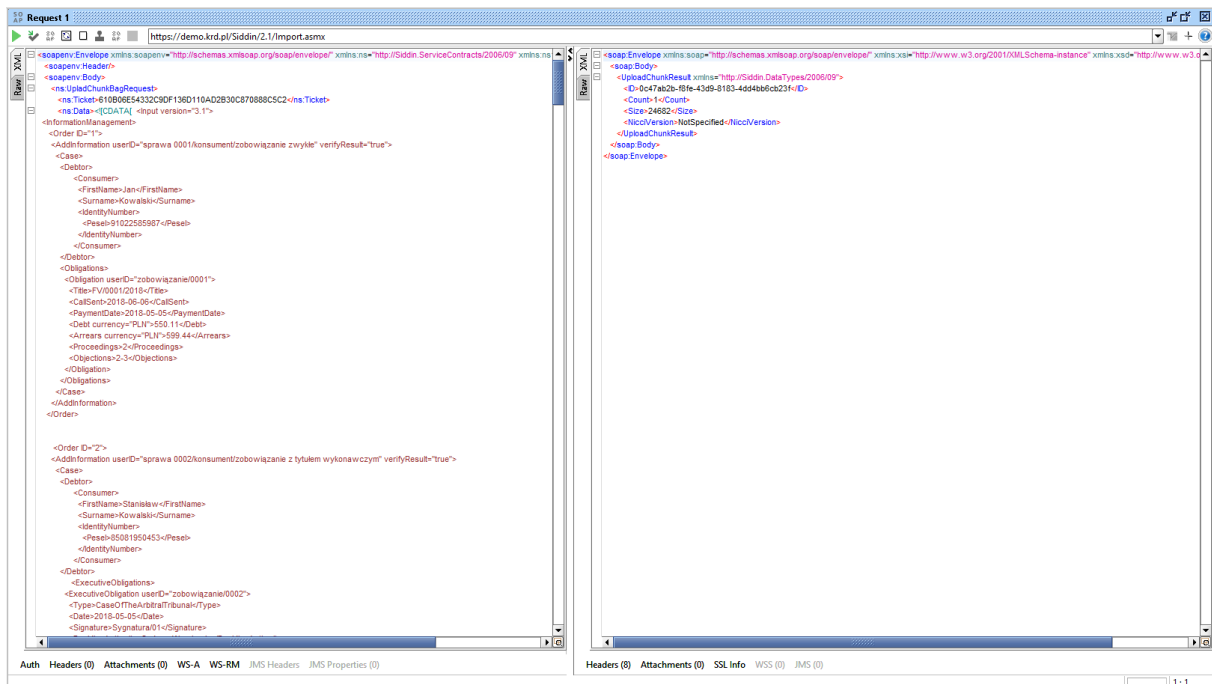 Request 1
https://demo.krd.pl/Siddin/2.1/Import.asmx
XML
Raw
<soapenv:Envelope xmlns:soapenv="http://schemas.xmlsoap.org/soap/envelope/" xmlns:ns="http://Siddin.ServiceContracts/2006/09" xmlns:ns
<soapenv:Header/>
<soapenv:Body>
<ns:UpladChunkBagRequest>
<ns:Ticket>610B06E54332C9DF136D110AD2B30C870888C5C2</ns:Ticket>
<ns:Data><![CDATA[ <Input version="3.1">
<InformationManagement>
<Order ID="1">
<AddInformation userID="sprawa 0001/konsument/zobowiązanie zwykłe" verifyResult="true">
<Case>
<Debtor>
<Consumer>
<FirstName>Jan</FirstName>
<Surname>Kowalski</Surname>
<IdentityNumber>
<Pesel>91022585987</Pesel>
</IdentityNumber>
</Consumer>
</Debtor>
<Obligations>
<Obligation userID="zobowiązanie/0001">
<Title>FV/0001/2018</Title>
<CallSent>2018-06-06</CallSent>
<PaymentDate>2018-05-05</PaymentDate>
<Debt currency="PLN">550.11</Debt>
<Arrears currency="PLN">599.44</Arrears>
<Proceedings>2</Proceedings>
<Objections>2-3</Objections>
</Obligation>
</Obligations>
</Case>
</AddInformation>
</Order>
<Order ID="2">
<AddInformation userID="sprawa 0002/konsument/zobowiązanie z tytułem wykonawczym" verifyResult="true">
<Case>
<Debtor>
<Consumer>
<FirstName>Stanisław</FirstName>
<Surname>Kowalski</Surname>
<IdentityNumber>
<Pesel>85081950453</Pesel>
</IdentityNumber>
</Consumer>
</Debtor>
<ExecutiveObligations>
<ExecutiveObligation userID="zobowiązanie/0002">
<Type>CaseOfTheArbitralTribunal</Type>
<Date>2018-05-05</Date>
<Signature>Sygnatura/01</Signature>
Auth Headers (0) Attachments (0) WS-A WS-RM JMS Headers JMS Properties (0)
XML
Raw
<soap:Envelope xmlns:soap="http://schemas.xmlsoap.org/soap/envelope/" xmlns:xsi="http://www.w3.org/2001/XMLSchema-instance" xmlns:xsd="http://www.w3.o
<soap:Body>
<UploadChunkResult xmlns="http://Siddin.DataTypes/2006/09">
<ID>0c47ab2b-f8fe-43d9-8183-4dd4bb6cb23f</ID>
<Count>1</Count>
<Size>24682</Size>
<NicciVersion>NotSpecified</NicciVersion>
</UploadChunkResult>
</soap:Body>
</soap:Envelope>
Headers (8) Attachments (0) SSL Info WSS (0) JMS (0)
1 : 1